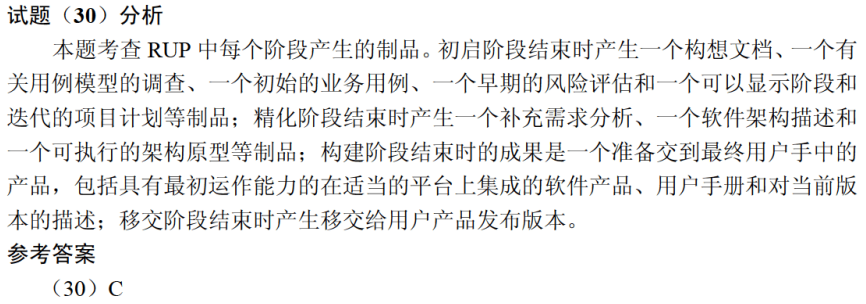 试题（30）分析
本题考查 RUP 中每个阶段产生的制品。初启阶段结束时产生一个构想文档、一个有
关用例模型的调查、一个初始的业务用例、一个早期的风险评估和一个可以显示阶段和
迭代的项目计划等制品；精化阶段结束时产生一个补充需求分析、一个软件架构描述和
一个可执行的架构原型等制品；构建阶段结束时的成果是一个准备交到最终用户手中的
产品，包括具有最初运作能力的在适当的平台上集成的软件产品、用户手册和对当前版
本的描述；移交阶段结束时产生移交给用户产品发布版本。
参考答案
（30）C